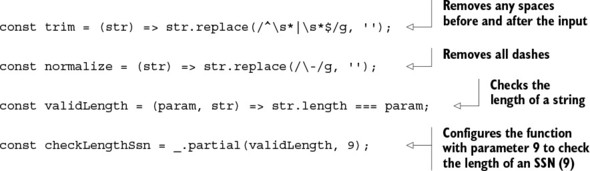 Removes any spaces
before and after the input
const trim = (str) => str.replace(/^\s*|\s*$/g, '');
Removes all dashes
const normalize = (str) => str.replace(/\-/g, '');
Checks the
length of a string
const validLength = (param, str) => str.length === param;
Configures the function
with parameter 9 to check
the length of an SSN (9)
const checkLengthSsn = _.partial(validLength, 9);